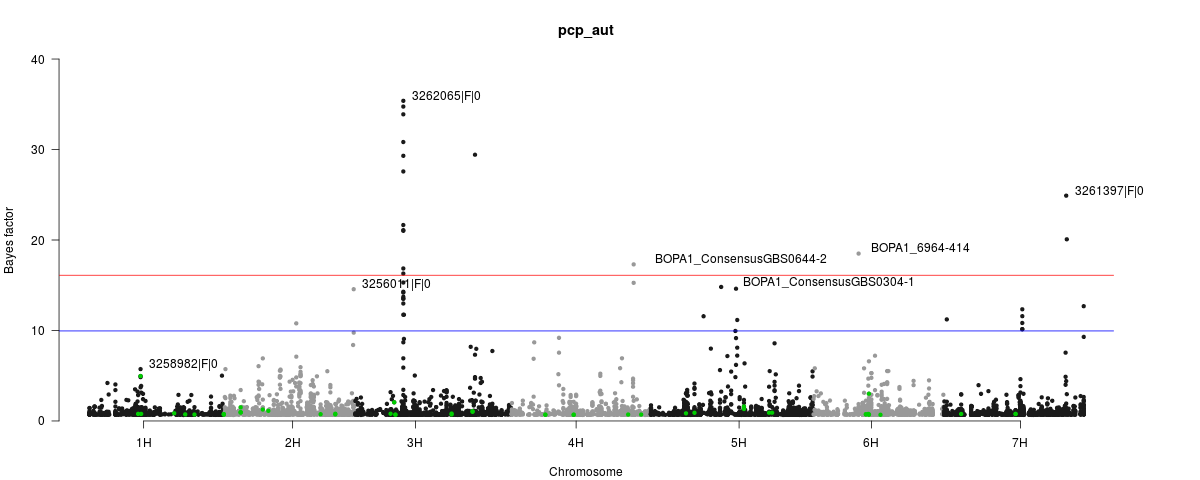 pcp_aut
40
3262065|F|0
30
3261397|F|0
20
BOPA1_6964-414
BOPA1_ConsensusGBS0644-2
3256011|F|0
BOPA1_ConsensusGBS0304-1
10
3258982|F|0
0
Bayes factor
1H
2H
3H
4H
5H
6H
7H
Chromosome